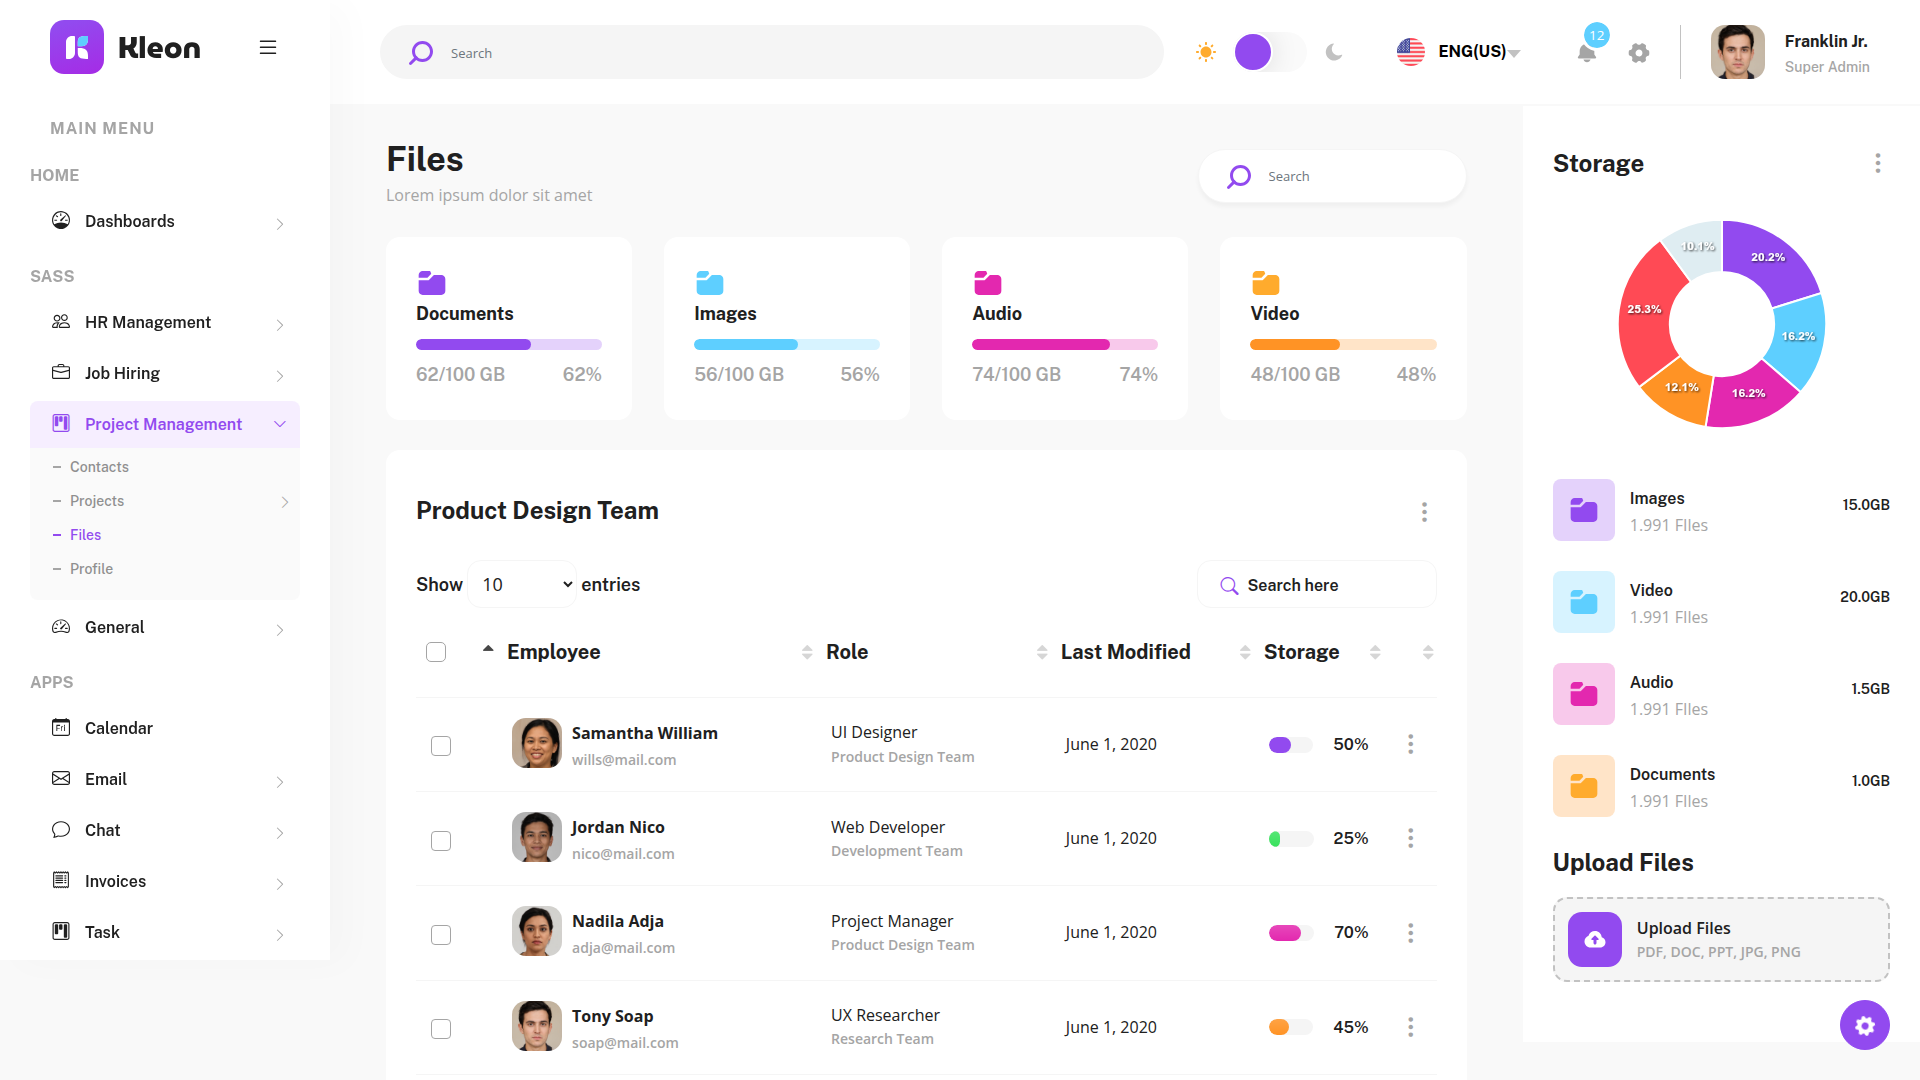 Kleon
Search
ENG(US)
12
Franklin Jr.
Super Admin
MAIN MENU
HOME
Dashboards
SASS
HR Management
Job Hiring
Project Management
Contacts
Projects
Files
Profile
General
APPS
Fri
Calendar
Email
Chat
Invoices
Task
Files
Lorem ipsum dolor sit amet
Search
Documents
62/100 GB 62%
Images
56/100 GB 56%
Audio
74/100 GB 74%
Video
48/100 GB 48%
Product Design Team
Show 10 entries
Search here
Employee Role Last Modified Storage
Samantha William
wills@mail.com
UI Designer
Product Design Team
June 1, 2020
50%
Jordan Nico
nico@mail.com
Web Developer
Development Team
June 1, 2020
25%
Nadila Adja
adja@mail.com
Project Manager
Product Design Team
June 1, 2020
70%
Tony Soap
soap@mail.com
UX Researcher
Research Team
June 1, 2020
45%
Storage
10.1%
20.2%
25.3%
16.2%
12.1%
16.2%
Images
1.991 FIles
15.0GB
Video
1.991 FIles
20.0GB
Audio
1.991 FIles
1.5GB
Documents
1.991 FIles
1.0GB
Upload Files
Upload Files
PDF, DOC, PPT, JPG, PNG